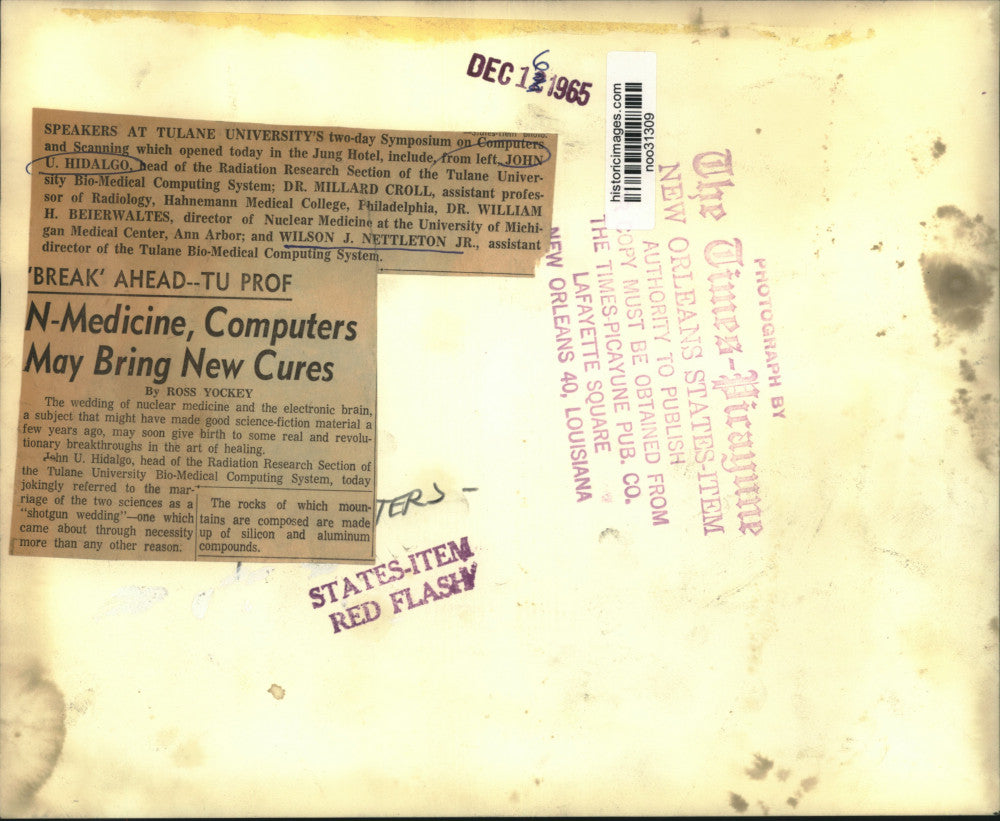 DEC 1 6 1965
historicimages.com
noo31309
SPEAKERS AT TULANE UNIVERSITY'S two-day Symposium on Computers
and Scanning which opened today in the Jung Hotel, include, from left, JOHN
U. HIDALGO, head of the Radiation Research Section of the Tulane Univer-
sity Bio-Medical Computing System; DR. MILLARD CROLL, assistant profes-
sor of Radiology, Hahnemann Medical College, Philadelphia, DR. WILLIAM
H. BEIERWALTES, director of Nuclear Medicine at the University of Michi-
gan Medical Center, Ann Arbor; and WILSON J. NETTLETON JR., assistant
director of the Tulane Bio-Medical Computing System.
'BREAK' AHEAD--TU PROF
N-Medicine, Computers
May Bring New Cures
By ROSS YOCKEY
The wedding of nuclear medicine and the electronic brain,
a subject that might have made good science-fiction material a
few years ago, may soon give birth to some real and revolu-
tionary breakthroughs in the art of healing.
John U. Hidalgo, head of the Radiation Research Section of
the Tulane University Bio-Medical Computing System, today
jokingly referred to the mar-
riage of the two sciences as a
"shotgun wedding"—one which
came about through necessity
more than any other reason.
The rocks of which moun-
tains are composed are made
up of silicon and aluminum
compounds.
TERS -
STATES-ITEM
RED FLASH
PHOTOGRAPH BY
The Times-Picayune
NEW ORLEANS STATES-ITEM
AUTHORITY TO PUBLISH
COPY MUST BE OBTAINED FROM
THE TIMES-PICAYUNE PUB. CO.
LAFAYETTE SQUARE
NEW ORLEANS 40, LOUISIANA